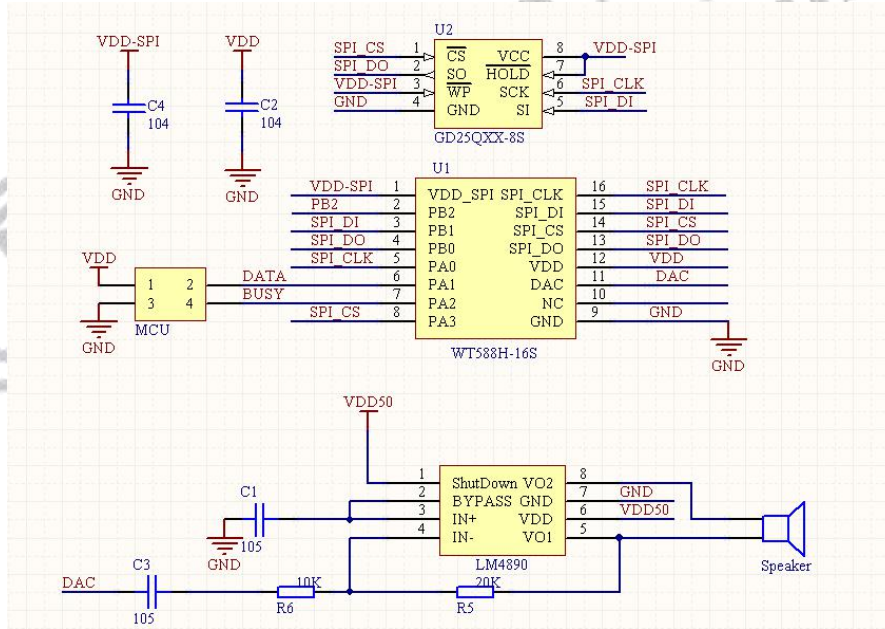 VDD-SPI
C4
104
GND
VDD
C2
104
GND
U2
SPI_CS 1 CS VCC 8 VDD-SPI
SPI_DO 2 SO HOLD 7
VDD-SPI 3 WP SCK 6 SPI_CLK
GND 4 GND SI 5 SPI_DI
GD25QXX-8S
U1
VDD-SPI 1 VDD_SPI SPI_CLK 16 SPI_CLK
PB2 2 PB2 SPI_DI 15 SPI_DI
SPI_DI 3 PB1 SPI_CS 14 SPI_CS
SPI_DO 4 PB0 SPI_DO 13 SPI_DO
SPI_CLK 5 PA0 VDD 12 VDD
DATA 6 PA1 DAC 11 DAC
BUSY 7 PA2 NC 10
SPI_CS 8 PA3 GND 9 GND
WT588H-16S
GND
VDD
1 2
3 4
MCU
GND
VDD50
1 ShutDown VO2 8
2 BYPASS GND 7 GND
3 IN+ VDD 6 VDD50
4 IN- VO1 5
LM4890
C1
105
GND
Speaker
DAC
C3
105
10K
R6
20K
R5